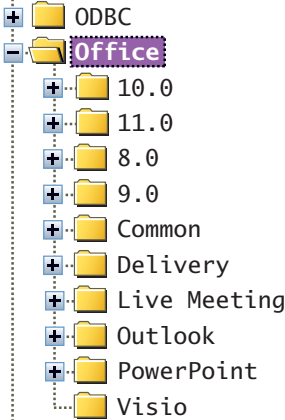 ODBC
Office
10.0
11.0
8.0
9.0
Common
Delivery
Live Meeting
Outlook
PowerPoint
Visio